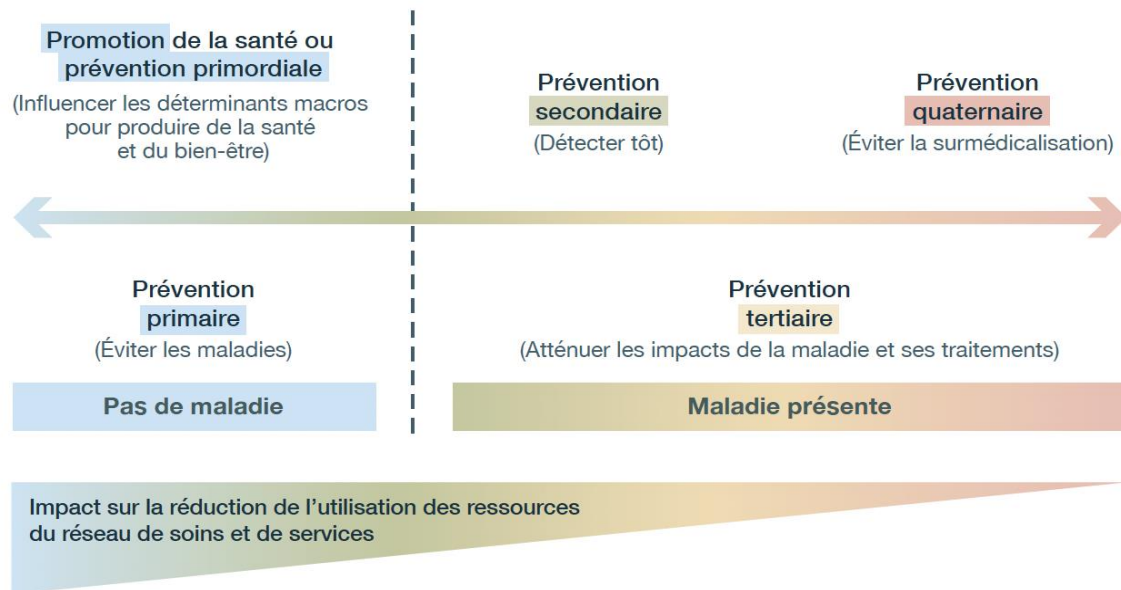 Promotion de la santé ou
prévention primordiale
(Influencer les déterminants macros
pour produire de la santé
et du bien-être)
Prévention
secondaire
(Détecter tôt)
Prévention
quaternaire
(Éviter la surmédicalisation)
Prévention
primaire
(Éviter les maladies)
Prévention
tertiaire
(Atténuer les impacts de la maladie et ses traitements)
Pas de maladie
Maladie présente
Impact sur la réduction de l’utilisation des ressources
du réseau de soins et de services